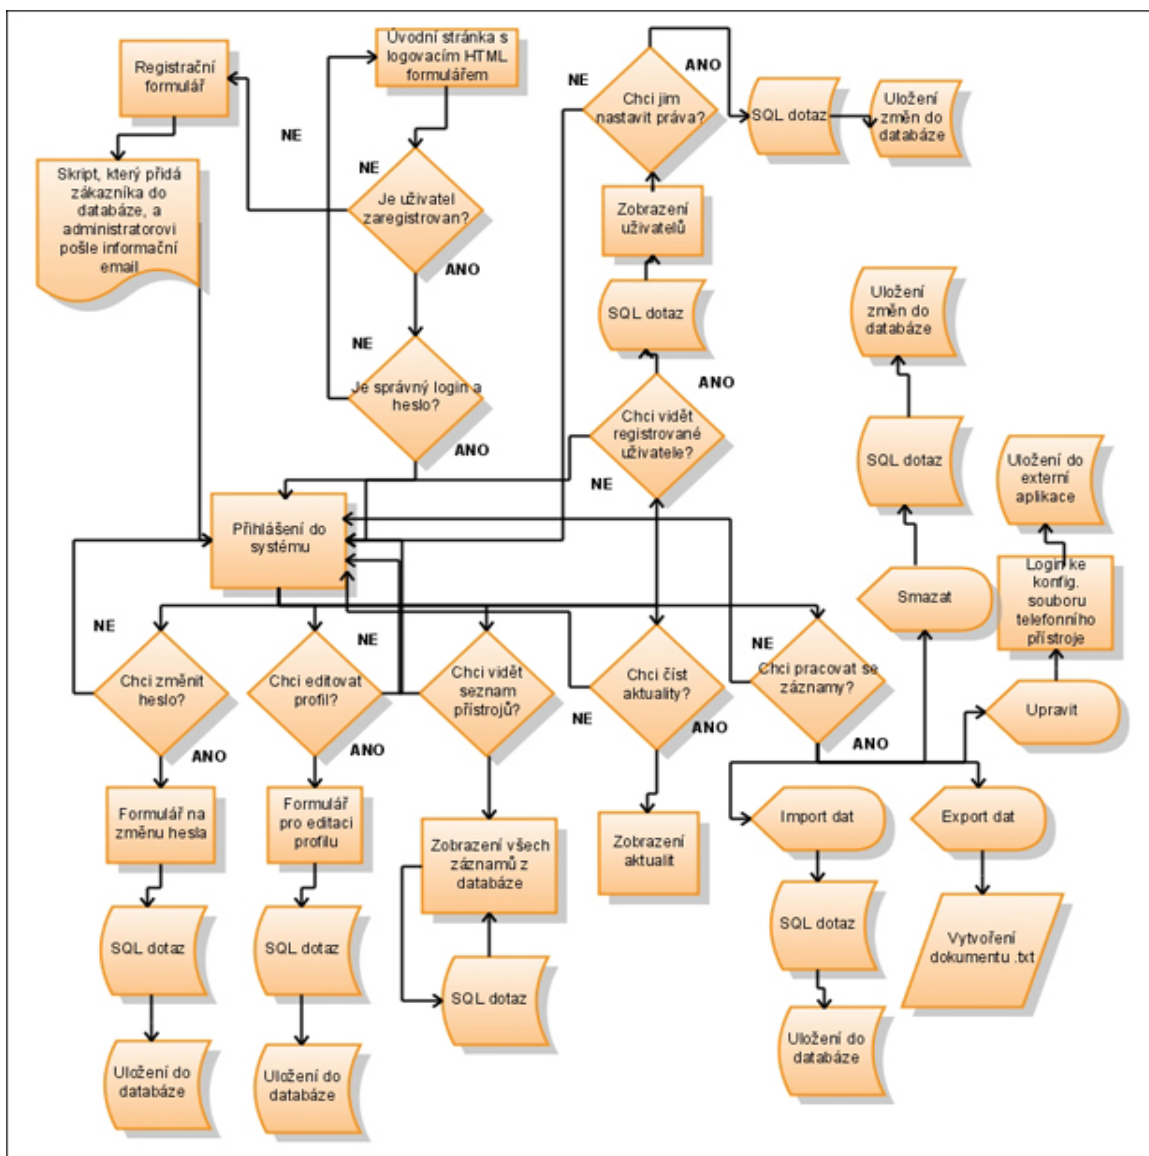 Úvodní stránka s
logovacím HTML
formulářem
Registrační
formulář
NE
Skript, který přidá
zákazníka do
databáze, a
administratorovi
pošle informační
email
NE
Je uživatel
zaregistrovan?
ANO
NE
Je správný login a
heslo?
ANO
NE
ANO
Chci jim
nastavit práva?
SQL dotaz
Uložení
změn do
databáze
Zobrazení
uživatelů
SQL dotaz
ANO
Chci vidět
registrované
uživatele?
NE
Uložení
změn do
databáze
SQL dotaz
Uložení do
externí
aplikace
Smazat
Login ke
konfig.
souboru
telefonního
přístroje
Upravit
Přihlášení do
systému
NE
Chci změnit
heslo?
ANO
NE
Chci editovat
profil?
ANO
Chci vidět
seznam
přístrojů?
NE
Chci číst
aktuality?
ANO
NE
Chci pracovat se
záznamy?
ANO
Formulář na
změnu hesla
Formulář
pro editaci
profilu
Zobrazení všech
záznamů z
databáze
Zobrazení
aktualit
Import dat
Export dat
SQL dotaz
SQL dotaz
SQL dotaz
SQL dotaz
Vytvoření
dokumentu .txt
Uložení do
databáze
Uložení do
databáze
Uložení do
databáze